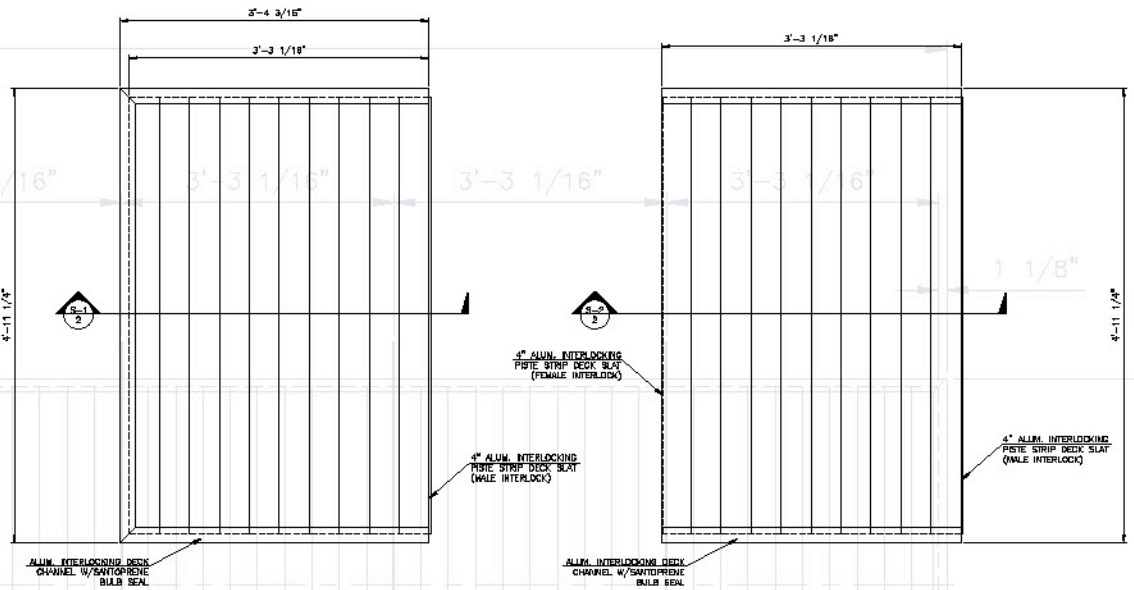 3'-4 3/16"
3'-3 1/16"
3'-3 1/16"
/16"
3'-3 1/16"
3'-3 1/16"
3'-3 1/16"
1 1/8"
4'-11 1/4"
S-1
2
S-2
2
4'-11 1/4"
4" ALUM. INTERLOCKING
PISTE STRIP DECK SLAT
(FEMALE INTERLOCK)
4" ALUM. INTERLOCKING
PISTE STRIP DECK SLAT
(MALE INTERLOCK)
4" ALUM. INTERLOCKING
PISTE STRIP DECK SLAT
(MALE INTERLOCK)
ALUM. INTERLOCKING DECK
CHANNEL W/SANTOPRENE
BULB SEAL
ALUM. INTERLOCKING DECK
CHANNEL W/SANTOPRENE
BULB SEAL